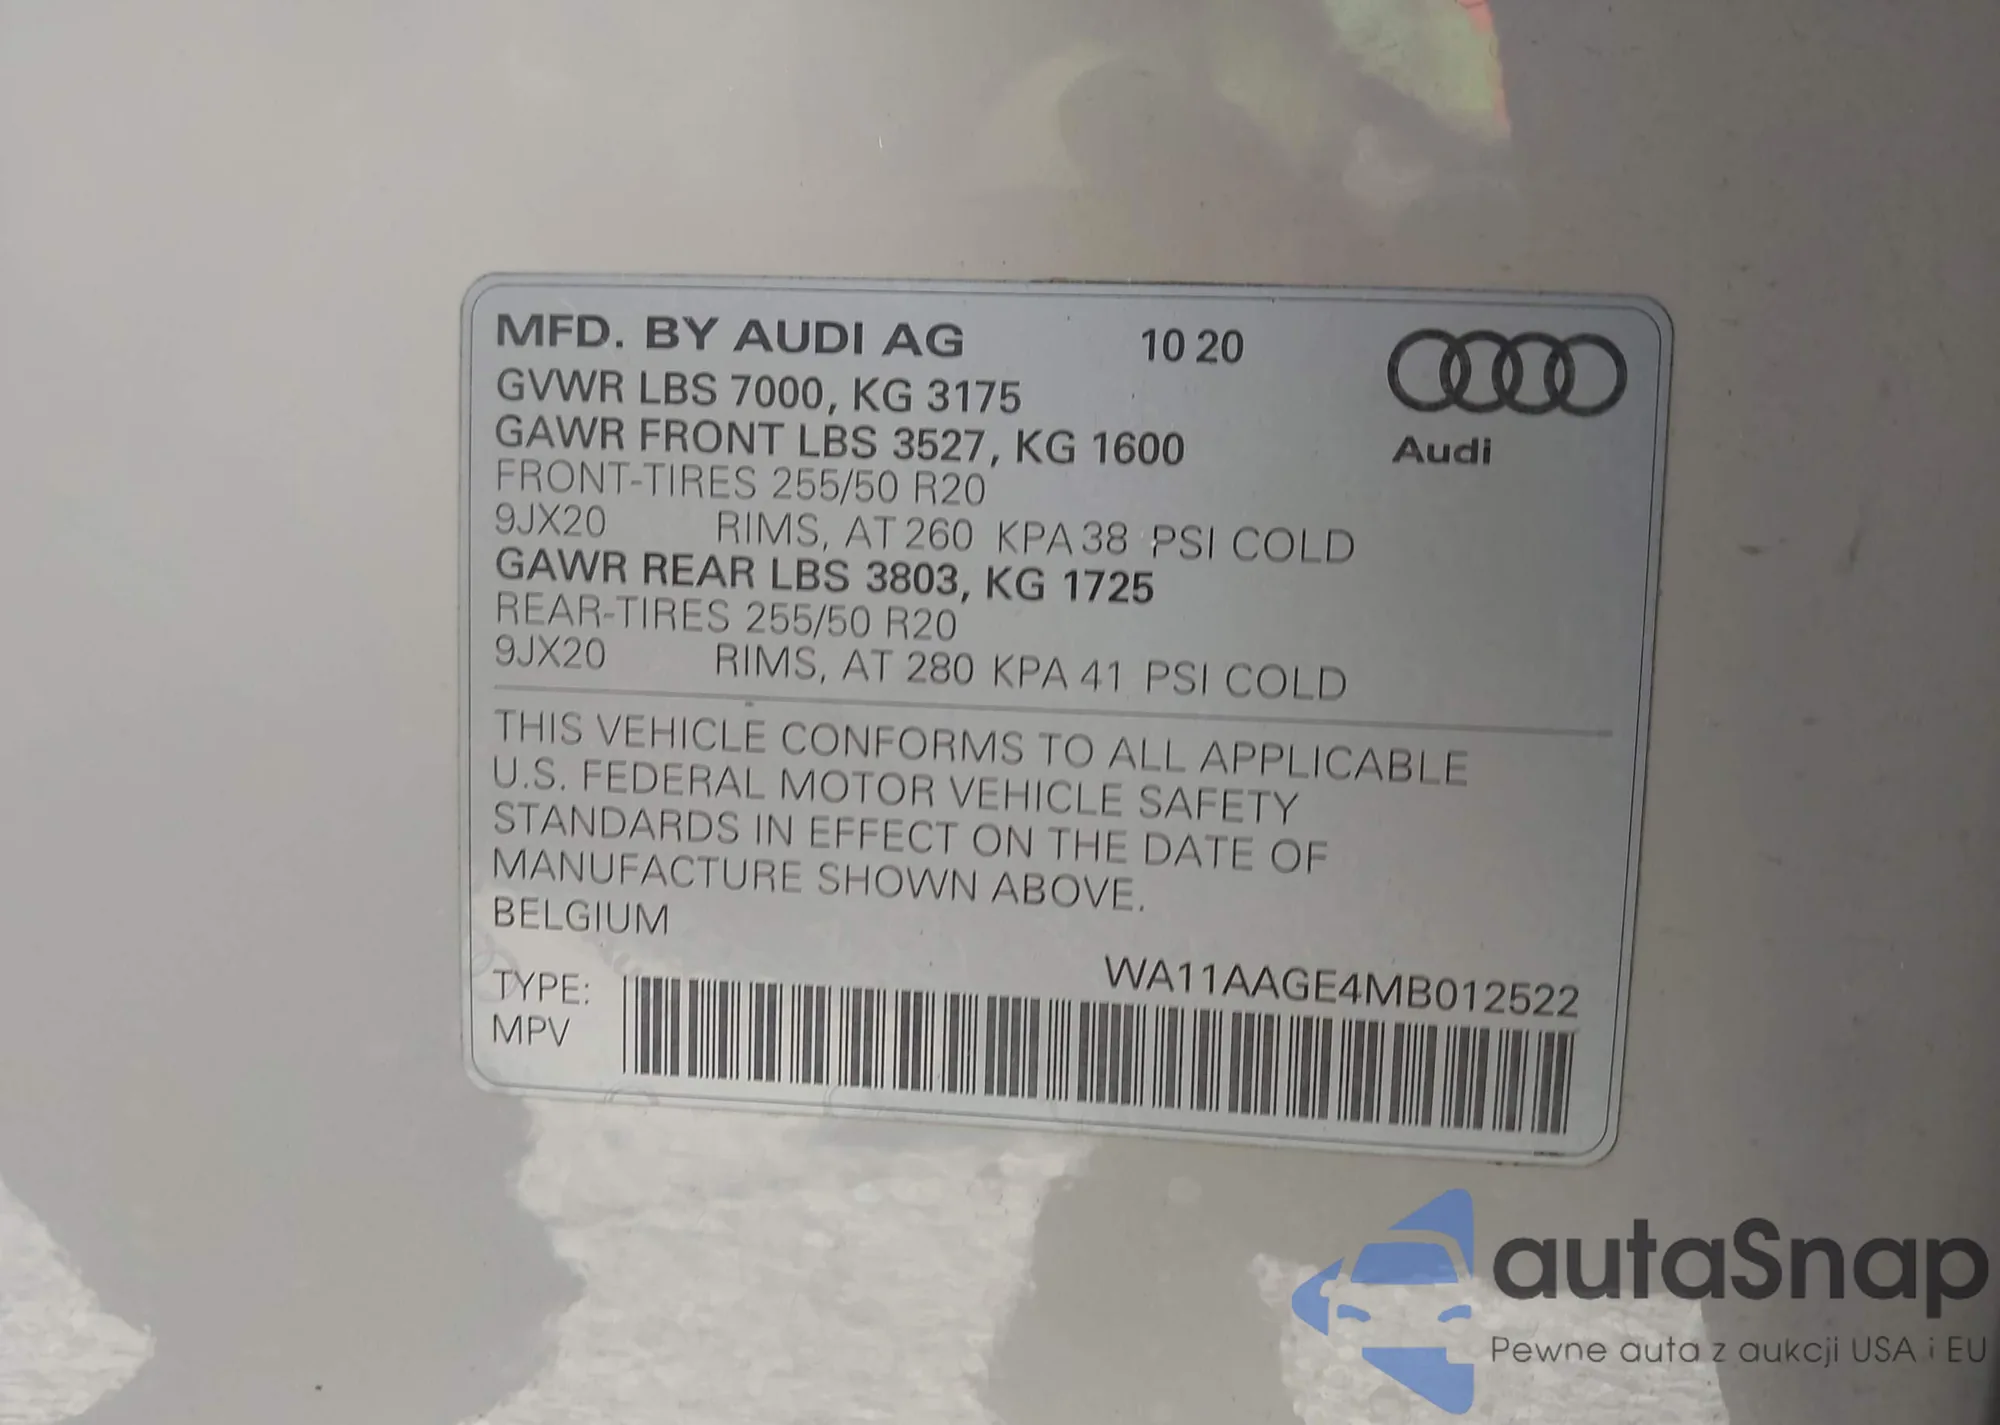 MFD. BY AUDI AG 10 20
GVWR LBS 7000, KG 3175
GAWR FRONT LBS 3527, KG 1600
Audi
FRONT-TIRES 255/50 R20
9JX20 RIMS, AT 260 KPA 38 PSI COLD
GAWR REAR LBS 3803, KG 1725
REAR-TIRES 255/50 R20
9JX20 RIMS, AT 280 KPA 41 PSI COLD
THIS VEHICLE CONFORMS TO ALL APPLICABLE
U.S. FEDERAL MOTOR VEHICLE SAFETY
STANDARDS IN EFFECT ON THE DATE OF
MANUFACTURE SHOWN ABOVE.
BELGIUM
WA11AAGE4MB012522
TYPE:
MPV
autaSnap
Pewne auta z aukcji USA i EU